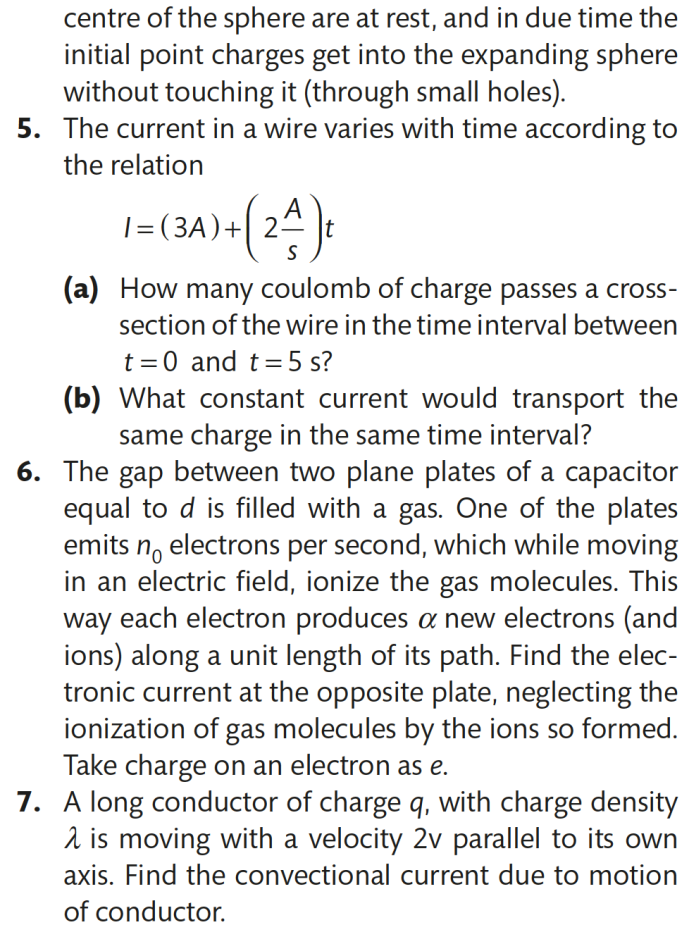 centre of the sphere are at rest, and in due time the
initial point charges get into the expanding sphere
without touching it (through small holes).
5. The current in a wire varies with time according to
the relation
I=(3A)+(2 A/s)t
(a) How many coulomb of charge passes a cross-
section of the wire in the time interval between
t=0 and t=5 s?
(b) What constant current would transport the
same charge in the same time interval?
6. The gap between two plane plates of a capacitor
equal to d is filled with a gas. One of the plates
emits n₀ electrons per second, which while moving
in an electric field, ionize the gas molecules. This
way each electron produces α new electrons (and
ions) along a unit length of its path. Find the elec-
tronic current at the opposite plate, neglecting the
ionization of gas molecules by the ions so formed.
Take charge on an electron as e.
7. A long conductor of charge q, with charge density
λ is moving with a velocity 2v parallel to its own
axis. Find the convectional current due to motion
of conductor.